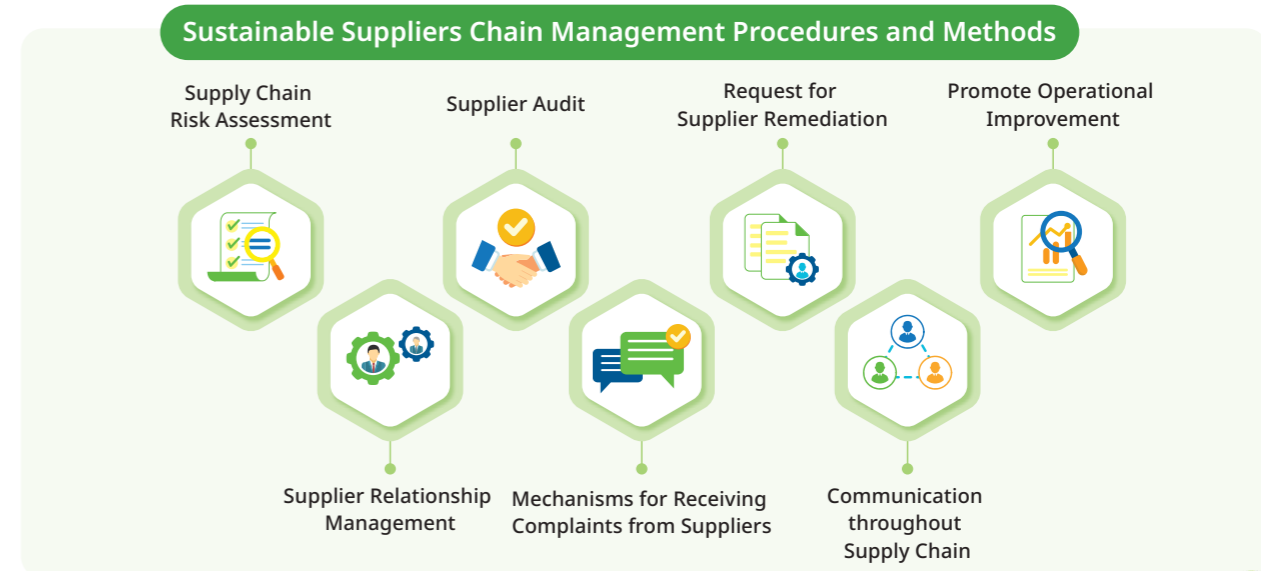 Sustainable Suppliers Chain Management Procedures and Methods
Supply Chain
Risk Assessment
Supplier Audit
Request for
Supplier Remediation
Promote Operational
Improvement
Supplier Relationship
Management
Mechanisms for Receiving
Complaints from Suppliers
Communication
throughout
Supply Chain